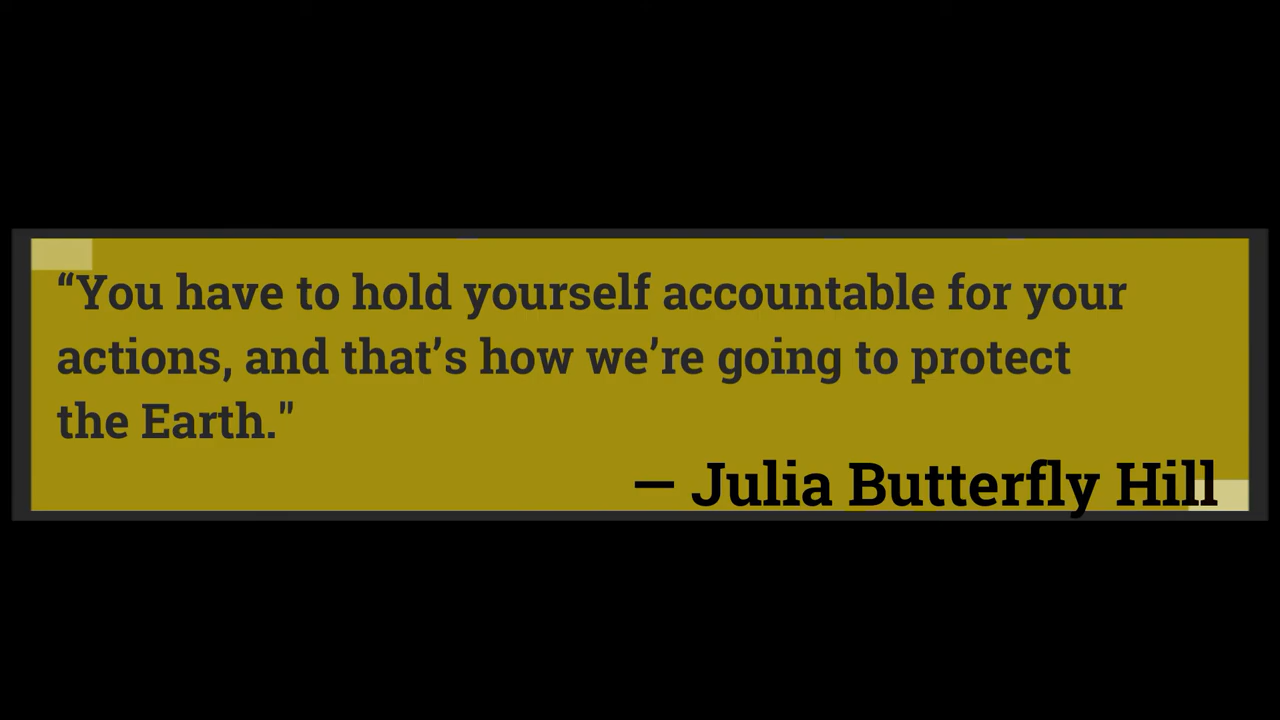 “You have to hold yourself accountable for your
actions, and that’s how we’re going to protect
the Earth."
— Julia Butterfly Hill